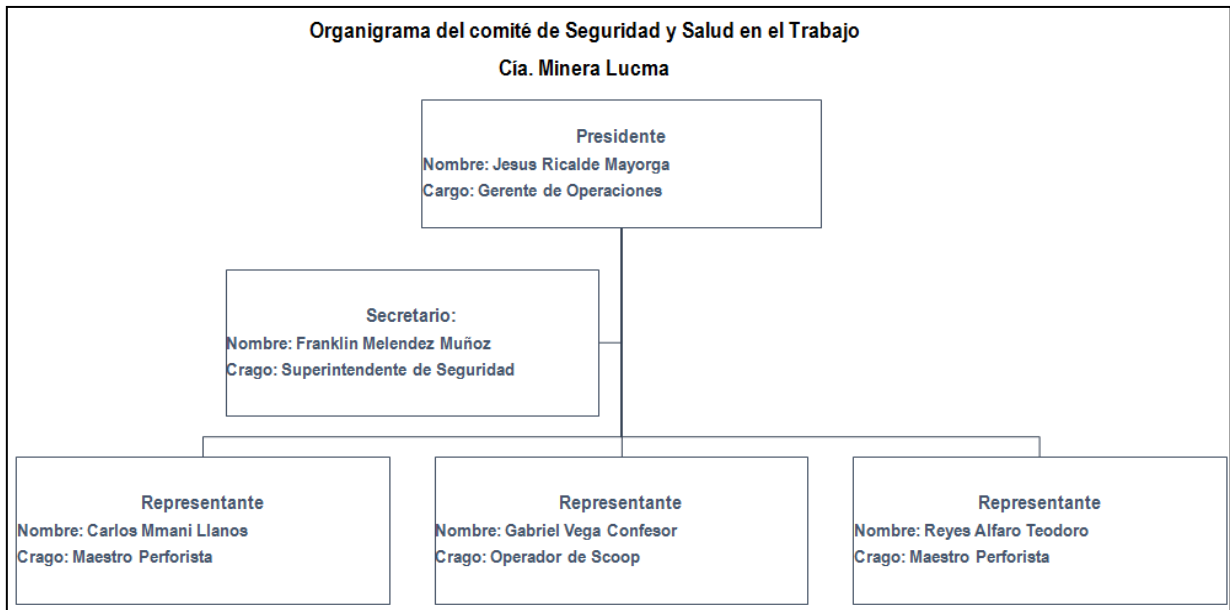 Organigrama del comité de Seguridad y Salud en el Trabajo
Cía. Minera Lucma
Presidente
Nombre: Jesus Ricalde Mayorga
Cargo: Gerente de Operaciones
Secretario:
Nombre: Franklin Melendez Muñoz
Crago: Superintendente de Seguridad
Representante
Nombre: Carlos Mmani Llanos
Crago: Maestro Perforista
Representante
Nombre: Gabriel Vega Confesor
Crago: Operador de Scoop
Representante
Nombre: Reyes Alfaro Teodoro
Crago: Maestro Perforista